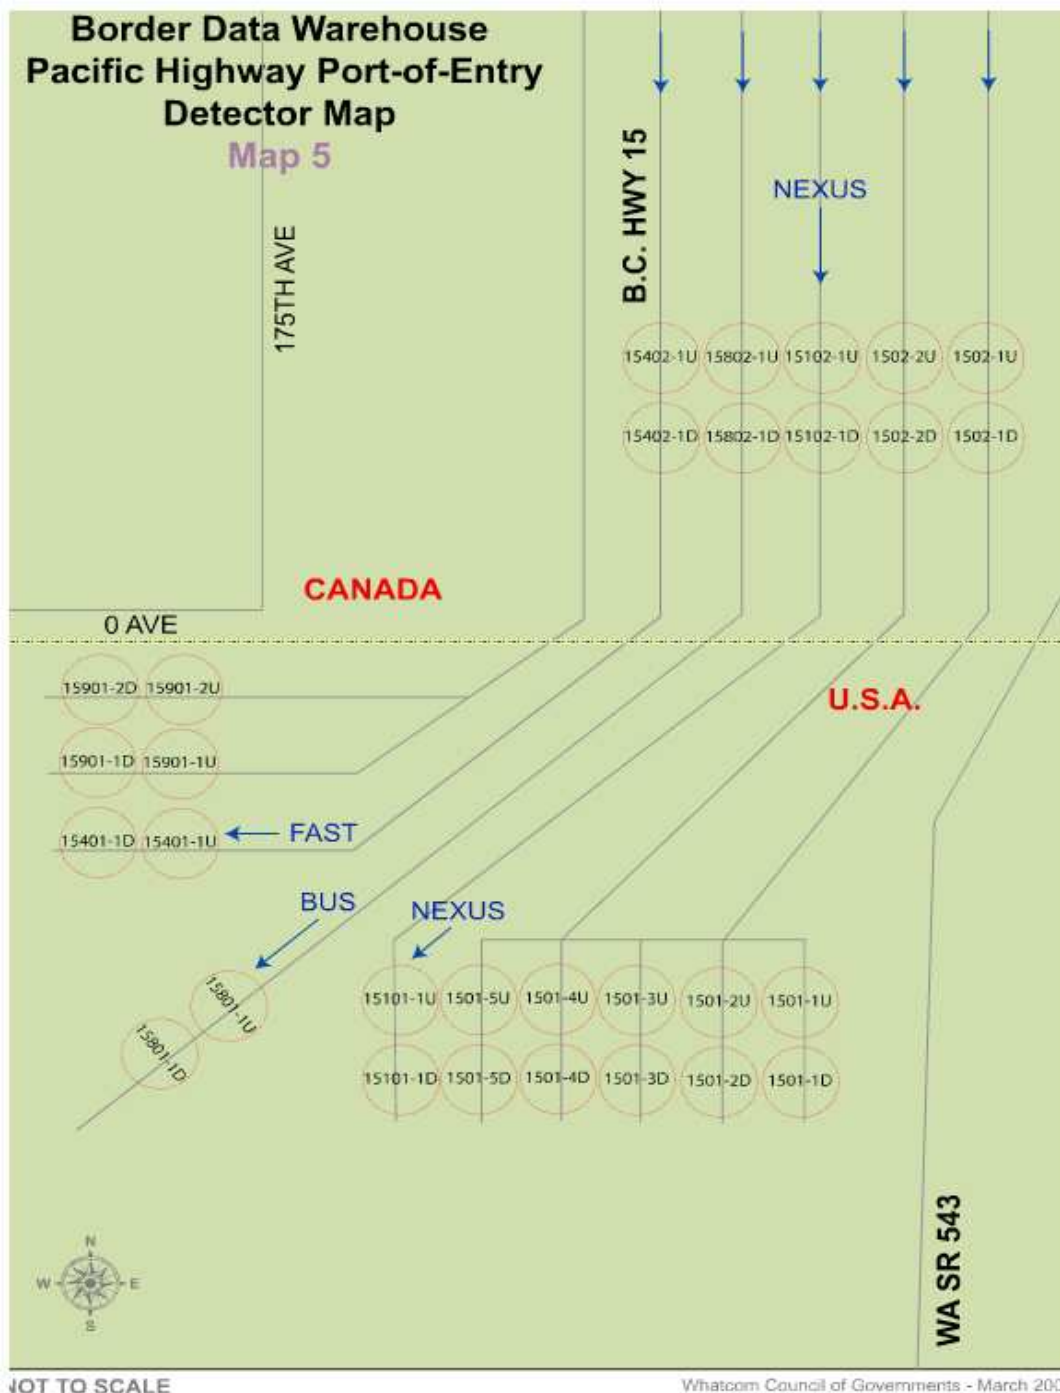 Border Data Warehouse
Pacific Highway Port-of-Entry
Detector Map
Map 5
175TH AVE
B.C. HWY 15
NEXUS
15402-1U 15802-1U 15102-1U 1502-2U 1502-1U
15402-1D 15802-1D 15102-1D 1502-2D 1502-1D
CANADA
0 AVE
U.S.A.
15901-2D 15901-2U
15901-1D 15901-1U
15401-1D 15401-1U FAST
BUS
NEXUS
15801-1U
15801-1D
15101-1U 1501-5U 1501-4U 1501-3U 1501-2U 1501-1U
15101-1D 1501-5D 1501-4D 1501-3D 1501-2D 1501-1D
WA SR 543
N
W E
S
NOT TO SCALE
Whatcom Council of Governments - March